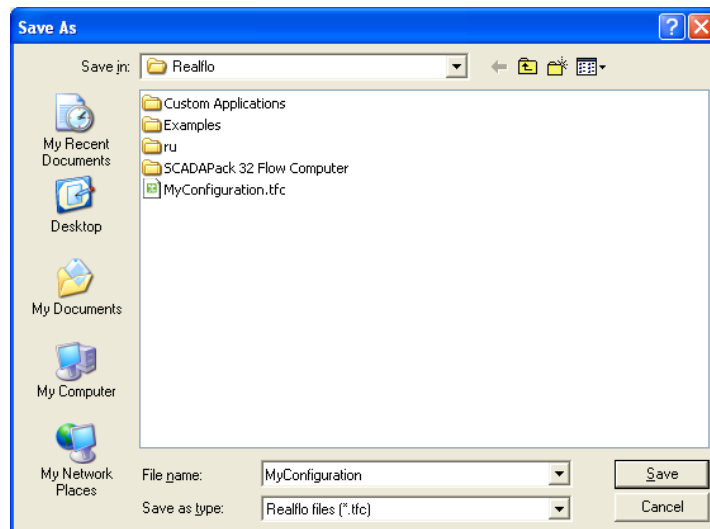 Save As
Save in: Realflo
My Recent
Documents
Desktop
My Documents
My Computer
My Network
Places
Custom Applications
Examples
ru
SCADAPack 32 Flow Computer
MyConfiguration.tfc
File name: MyConfiguration Save
Save as type: Realflo files (*.tfc) Cancel